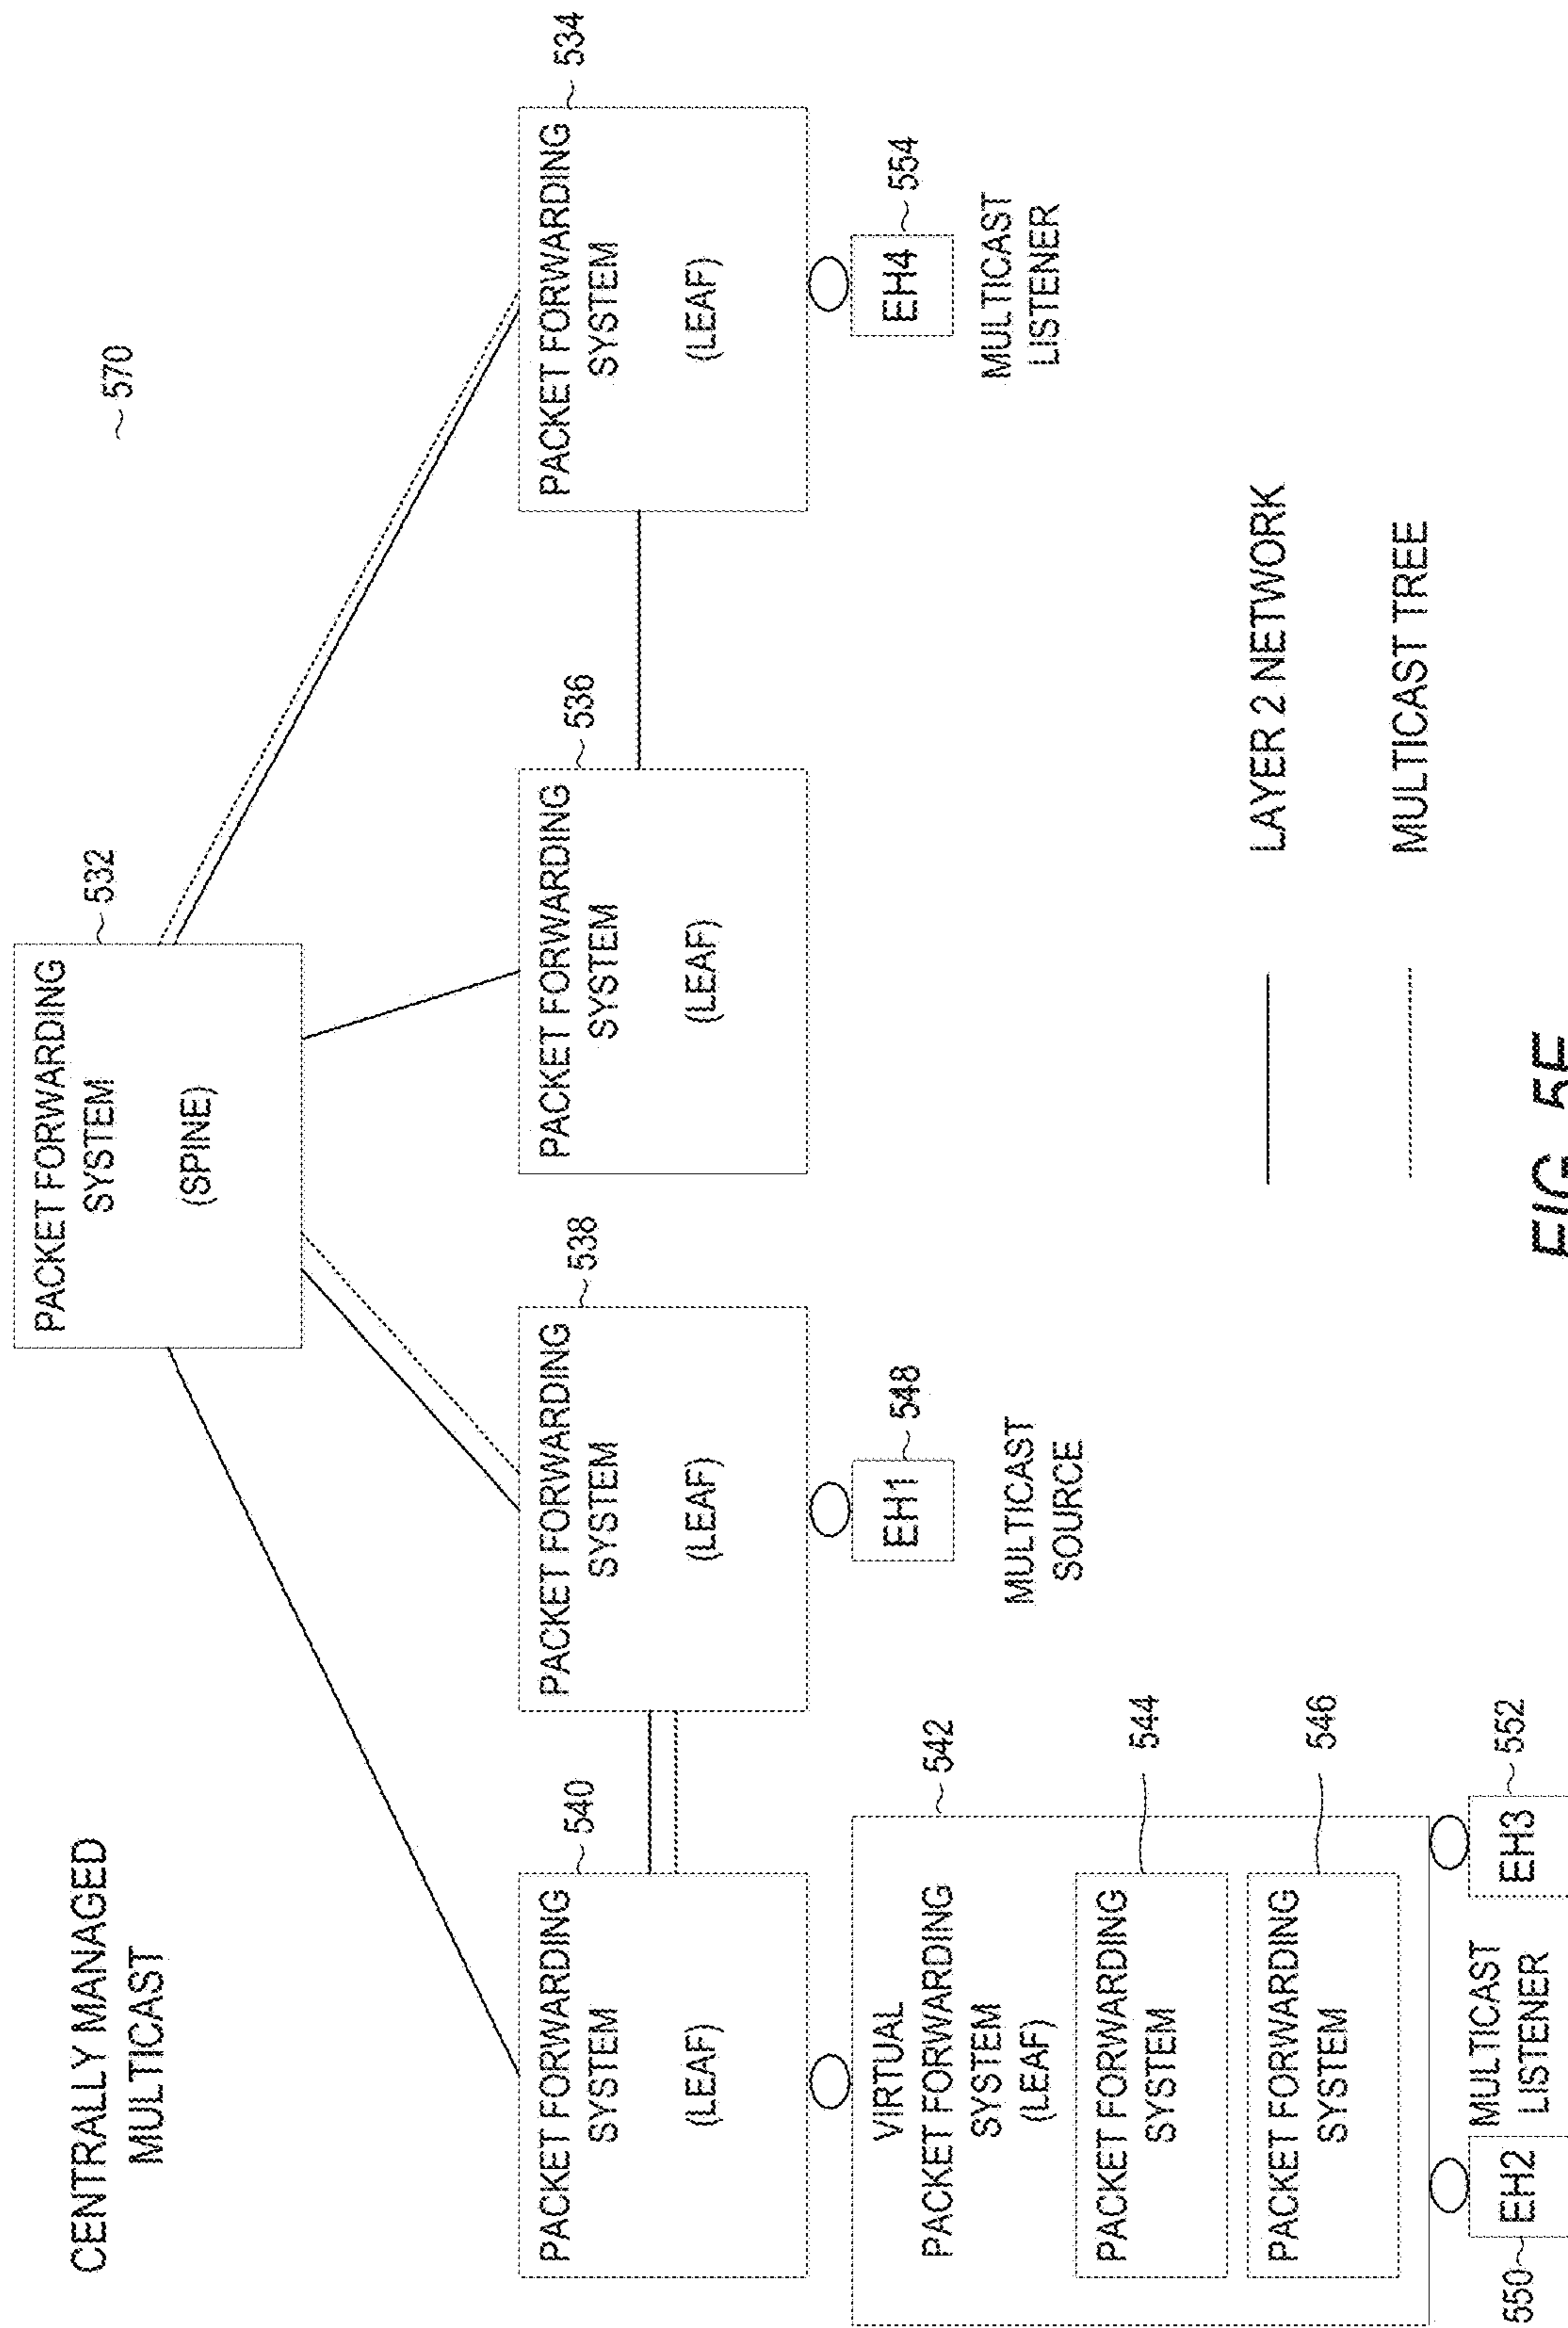 CENTRALLY MANAGED
MULTICAST
570
PACKET FORWARDING
SYSTEM
(SPINE)
532
PACKET FORWARDING
SYSTEM
(LEAF)
540
PACKET FORWARDING
SYSTEM
(LEAF)
538
PACKET FORWARDING
SYSTEM
(LEAF)
536
PACKET FORWARDING
SYSTEM
(LEAF)
534
VIRTUAL
PACKET FORWARDING
SYSTEM
(LEAF)
542
PACKET FORWARDING
SYSTEM
544
PACKET FORWARDING
SYSTEM
546
EH1
548
MULTICAST
SOURCE
EH4
554
MULTICAST
LISTENER
550
EH2
MULTICAST
LISTENER
EH3
552
LAYER 2 NETWORK
MULTICAST TREE